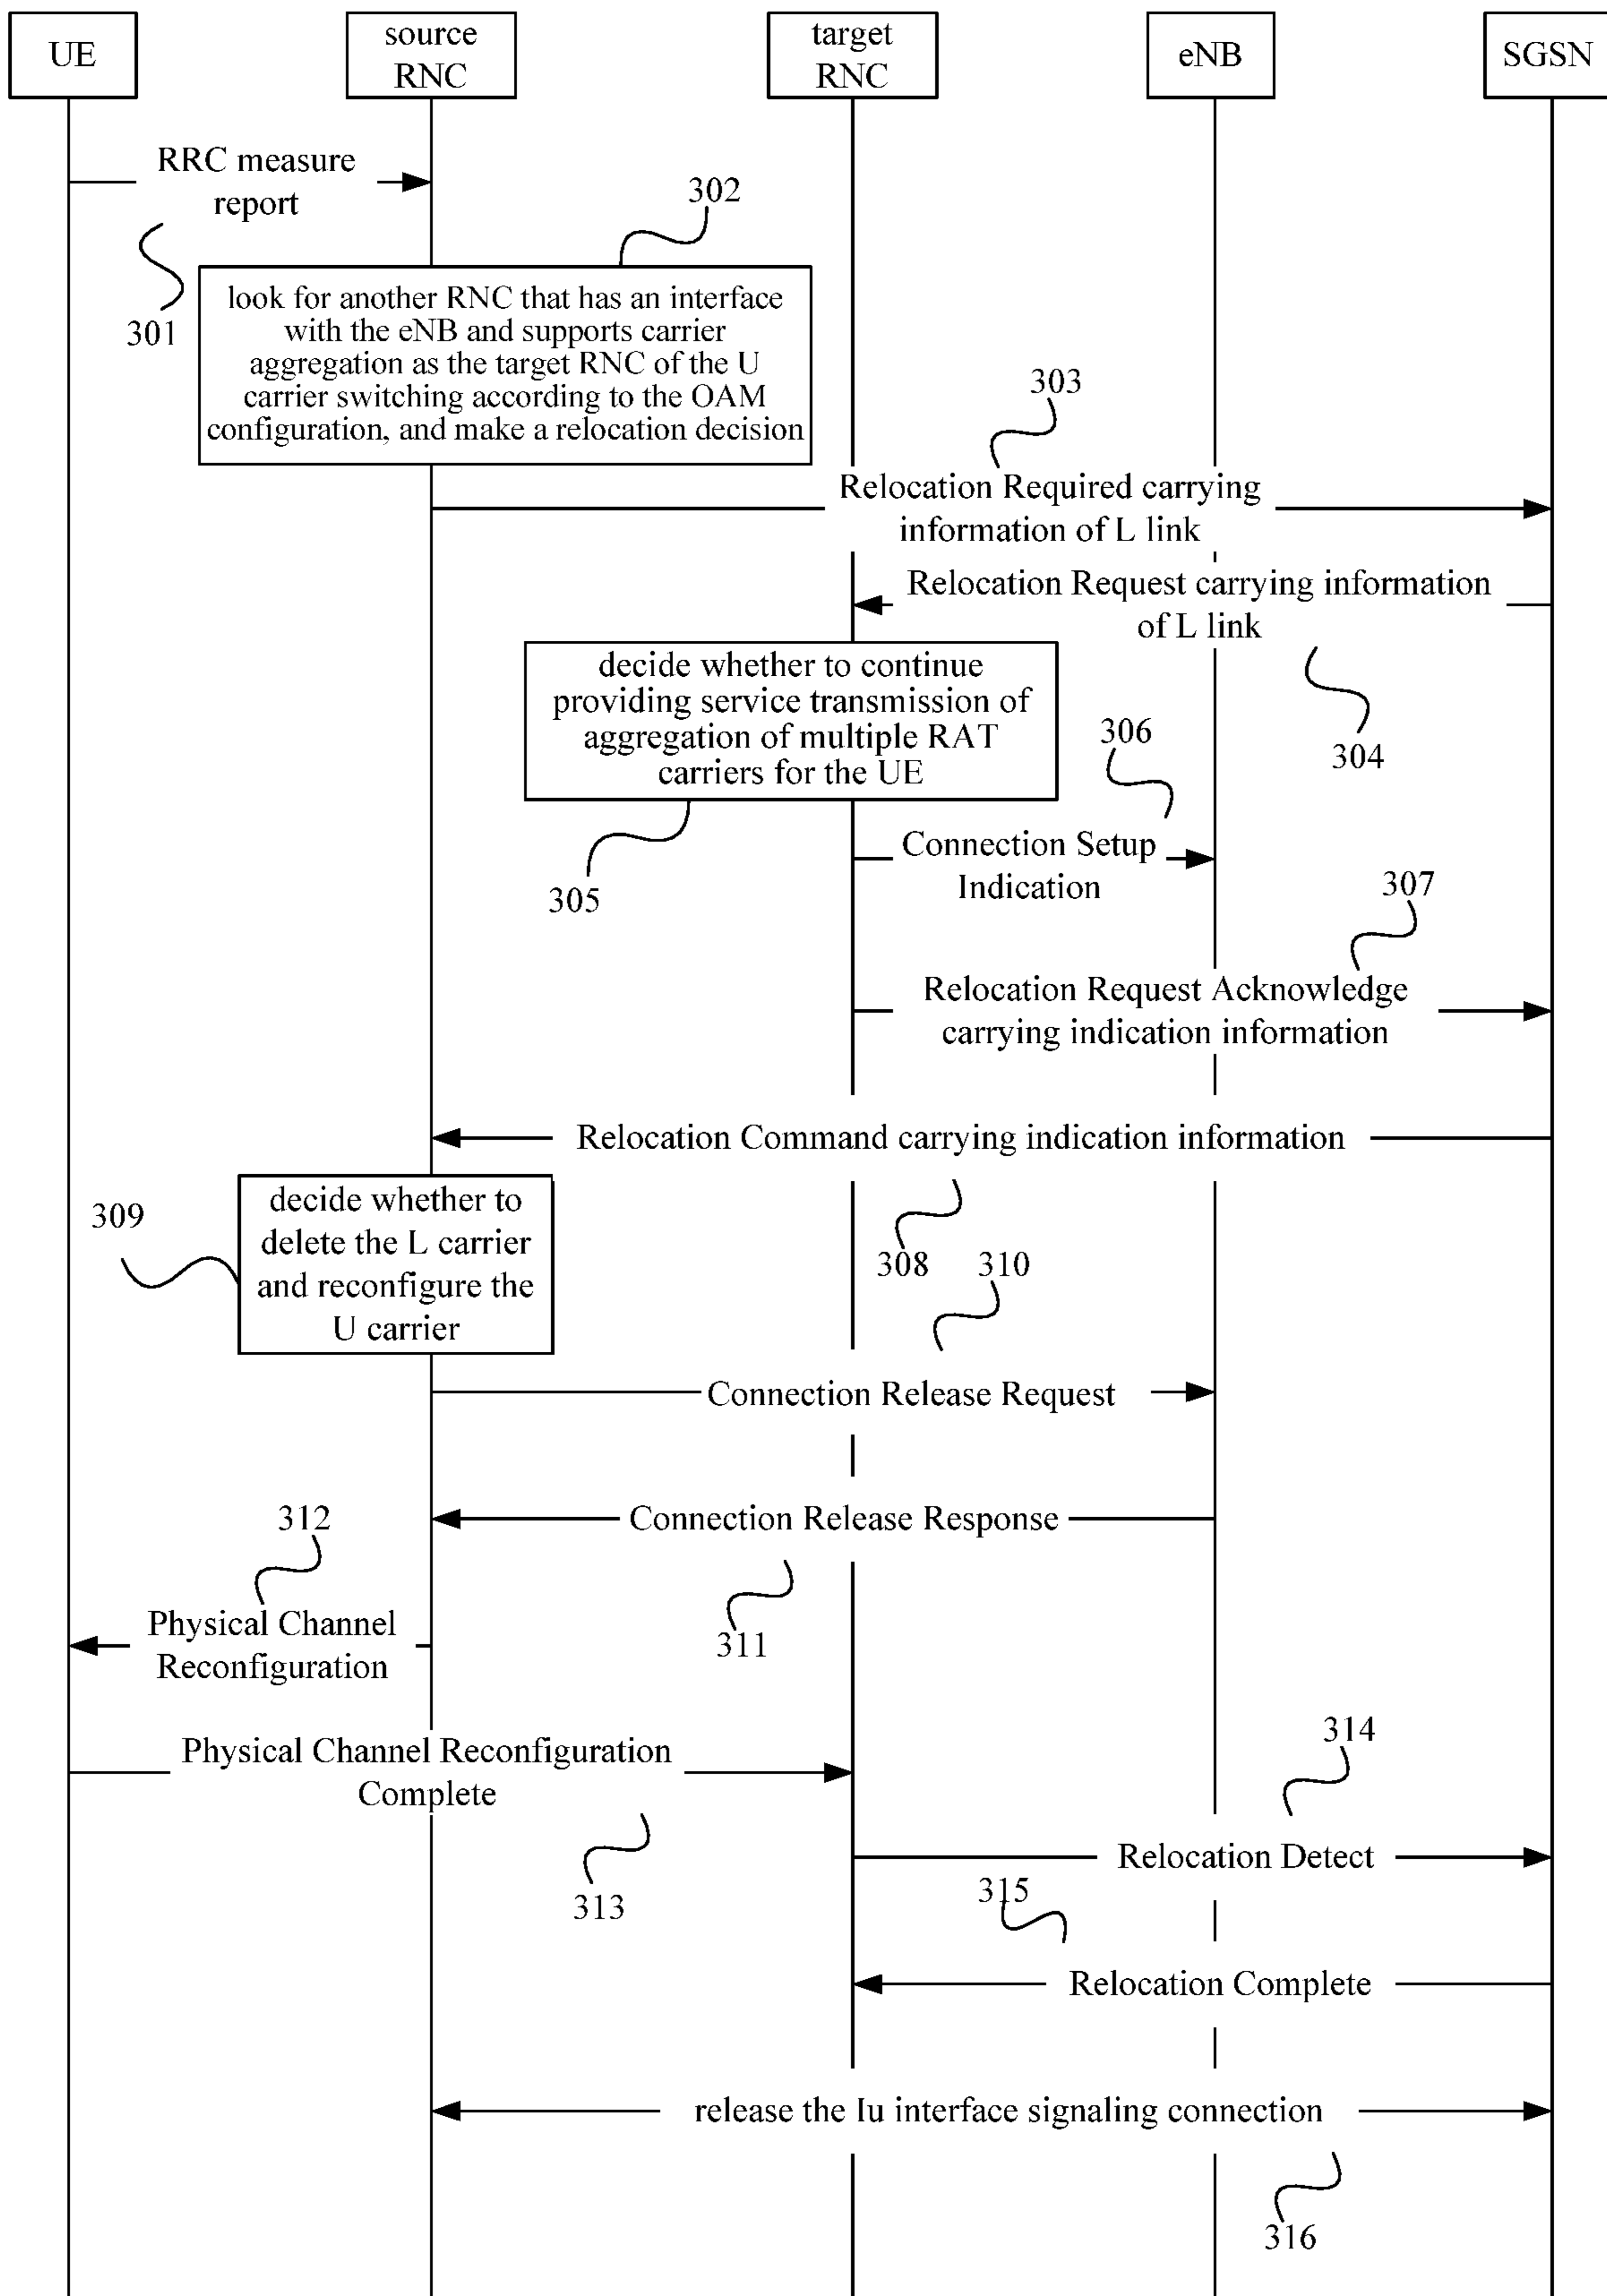 UE
source
RNC
target
RNC
eNB
SGSN
RRC measure
report
301
302
look for another RNC that has an interface
with the eNB and supports carrier
aggregation as the target RNC of the U
carrier switching according to the OAM
configuration, and make a relocation decision
303
Relocation Required carrying
information of L link
Relocation Request carrying information
of L link
304
decide whether to continue
providing service transmission of
aggregation of multiple RAT
carriers for the UE
305
306
Connection Setup
Indication
307
Relocation Request Acknowledge
carrying indication information
Relocation Command carrying indication information
308
309
decide whether to
delete the L carrier
and reconfigure the
U carrier
310
Connection Release Request
Connection Release Response
311
312
Physical Channel
Reconfiguration
Physical Channel Reconfiguration
Complete
313
314
Relocation Detect
315
Relocation Complete
release the Iu interface signaling connection
316